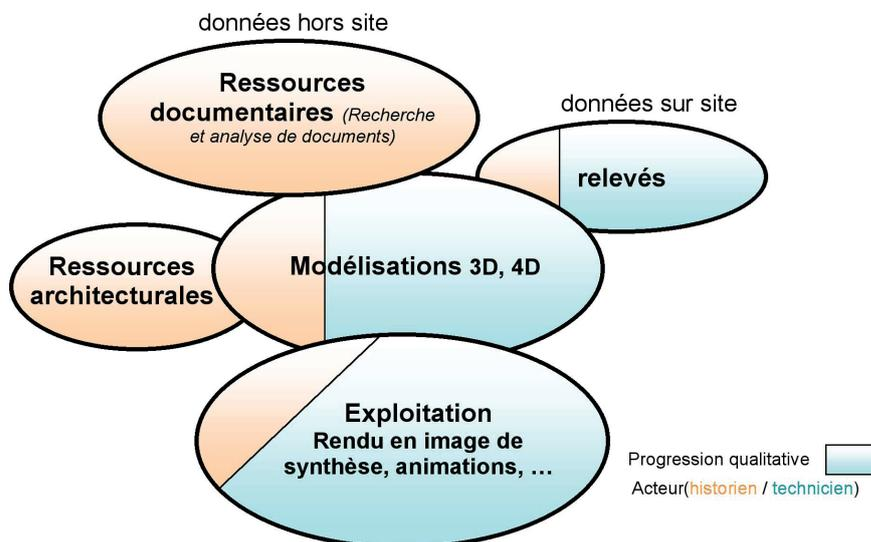 données hors site
Ressources
documentaires (Recherche
et analyse de documents)
données sur site
relevés
Ressources
architecturales
Modélisations 3D, 4D
Exploitation
Rendu en image de
synthèse, animations, ...
Progression qualitative
Acteur(historien / technicien)